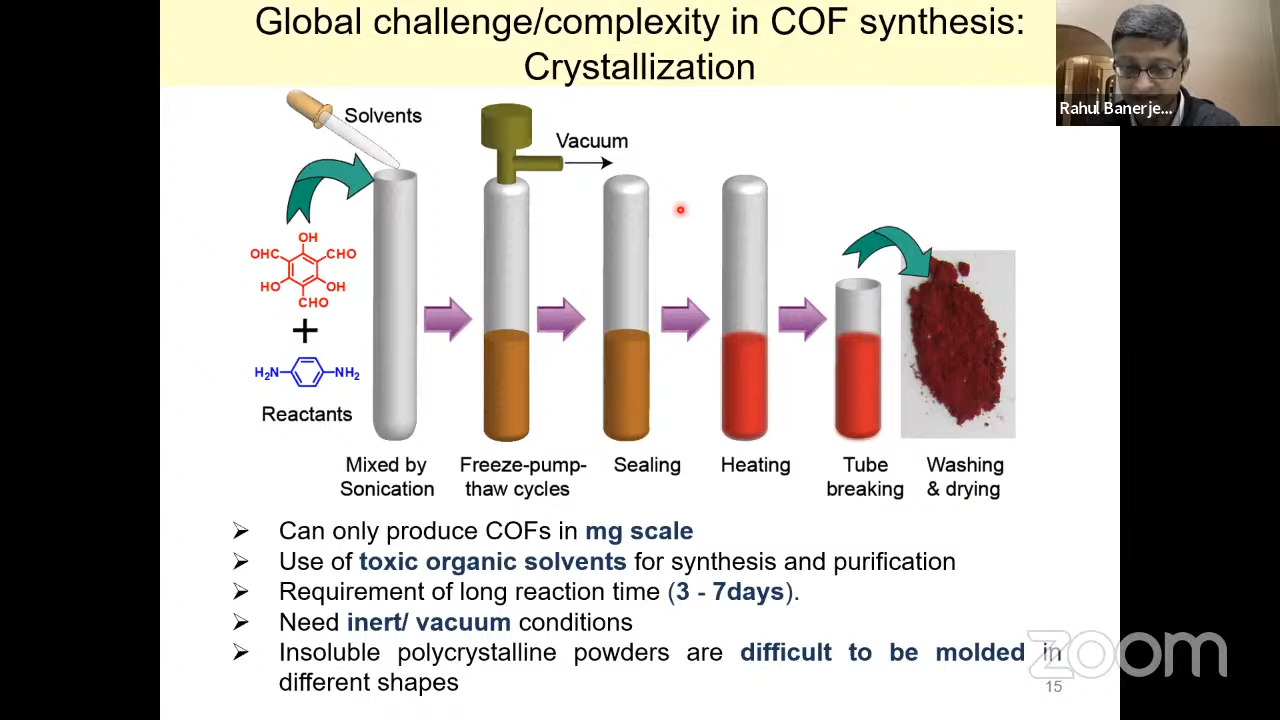 Global challenge/complexity in COF synthesis:
Crystallization
Rahul Banerje...
Solvents
Vacuum
OH
OHC
CHO
HO
OH
CHO
+
H₂N
NH₂
Reactants
Mixed by
Sonication
Freeze-pump-
thaw cycles
Sealing
Heating
Tube
breaking
Washing
& drying
➢ Can only produce COFs in mg scale
➢ Use of toxic organic solvents for synthesis and purification
➢ Requirement of long reaction time (3 - 7days).
➢ Need inert/ vacuum conditions
➢ Insoluble polycrystalline powders are difficult to be molded in
different shapes
zoom
15